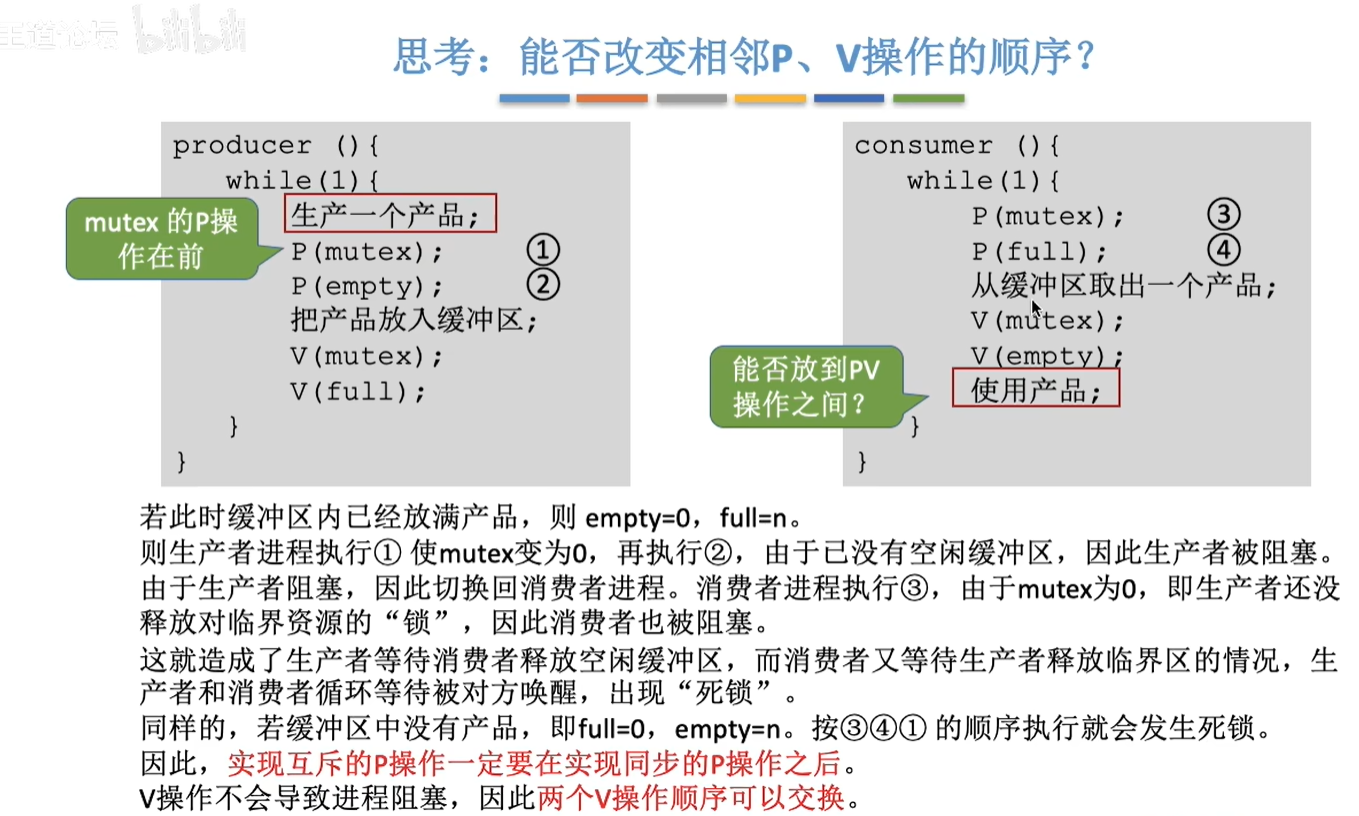 王道论坛 bilibili
思考：能否改变相邻P、V操作的顺序？
producer (){
while(1){
生产一个产品;
P(mutex); ①
P(empty); ②
把产品放入缓冲区;
V(mutex);
V(full);
}
}
mutex 的P操
作在前
consumer (){
while(1){
P(mutex); ③
P(full); ④
从缓冲区取出一个产品;
V(mutex);
V(empty);
使用产品;
}
}
能否放到PV
操作之间？
若此时缓冲区内已经放满产品，则 empty=0，full=n。
则生产者进程执行① 使mutex变为0，再执行②，由于已没有空闲缓冲区，因此生产者被阻塞。
由于生产者阻塞，因此切换回消费者进程。消费者进程执行③，由于mutex为0，即生产者还没
释放对临界资源的“锁”，因此消费者也被阻塞。
这就造成了生产者等待消费者释放空闲缓冲区，而消费者又等待生产者释放临界区的情况，生
产者和消费者循环等待被对方唤醒，出现“死锁”。
同样的，若缓冲区中没有产品，即full=0，empty=n。按③④① 的顺序执行就会发生死锁。
因此，实现互斥的P操作一定要在实现同步的P操作之后。
V操作不会导致进程阻塞，因此两个V操作顺序可以交换。